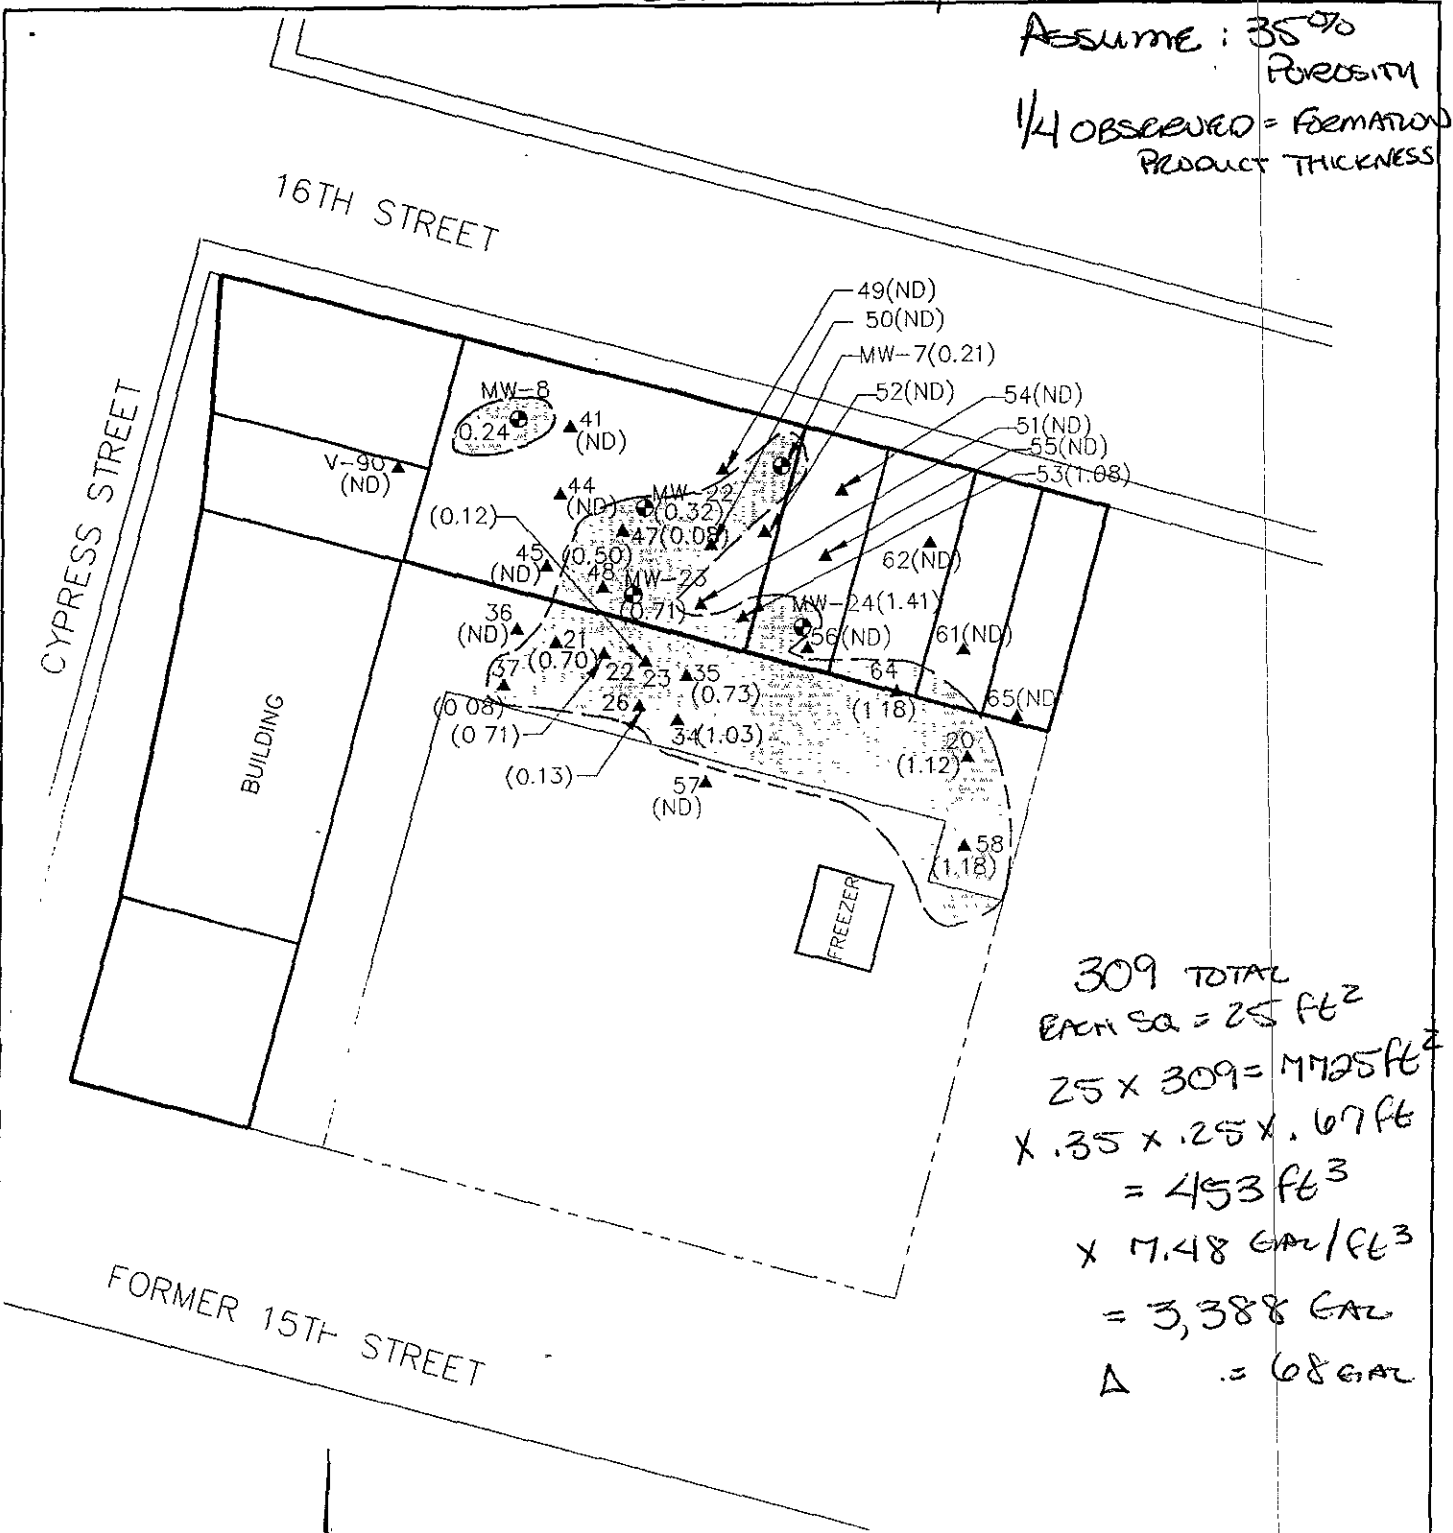 ASSUME : 35%
POROSITY
1/4 OBSERVED = FORMATION
PRODUCT THICKNESS
16TH STREET
CYPRESS STREET
49(ND)
50(ND)
MW-7(0.21)
52(ND)
54(ND)
51(ND)
55(ND)
53(1.08)
MW-8
0.24
41
(ND)
V-90
(ND)
44
(ND)
MW-22
(0.32)
(0.12)
47(0.08)
45
(ND)
(0.50)
48
MW-23
(0.71)
62(ND)
MW-24(1.41)
56(ND)
61(ND)
36
(ND)
21
(0.70)
22
23
35
(0.73)
64
(1.18)
65(ND
37
(0 08)
26
(0 71)
34(1.03)
20
(1.12)
(0.13)
57
(ND)
58
(1.18)
BUILDING
FREEZER
309 TOTAL
EACH SQ = 25 ft²
25 x 309 = 7725 ft²
x .35 x .25 x .67 ft
= 453 ft³
x 7.48 GAL/ft³
= 3,388 GAL
Δ .= 68 GAL
FORMER 15TH STREET